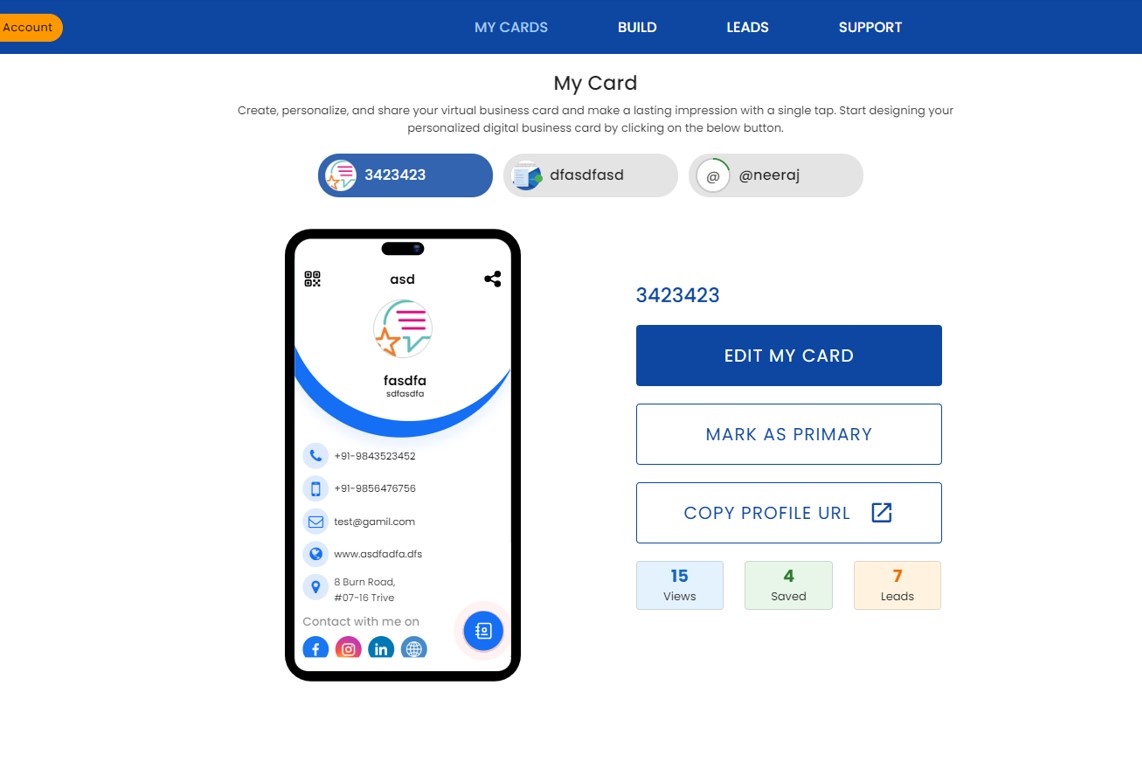 Account
MY CARDS
BUILD
LEADS
SUPPORT
My Card
Create, personalize, and share your virtual business card and make a lasting impression with a single tap. Start designing your
personalized digital business card by clicking on the below button.
3423423
dfasdfasd
@
@neeraj
asd
fasdfa
sdfasdfa
+91-9843523452
+91-9856476756
test@gamil.com
www.asdfadfa.dfs
8 Burn Road,
#07-16 Trive
Contact with me on
3423423
EDIT MY CARD
MARK AS PRIMARY
COPY PROFILE URL
15
Views
4
Saved
7
Leads